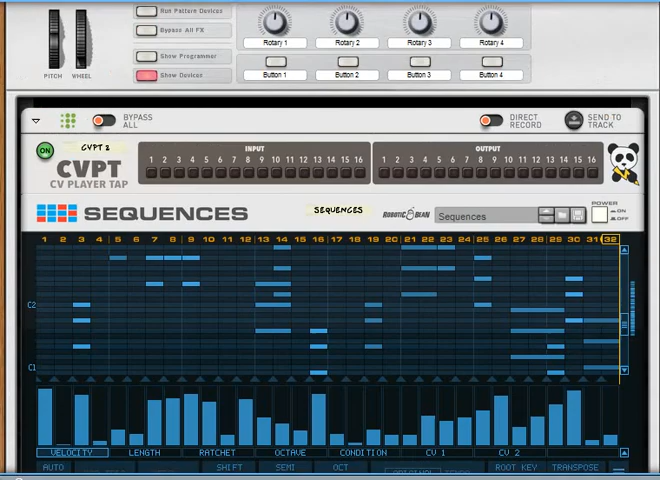 Run Pattern Devices
Bypass All FX
Show Programmer
Show Devices
PITCH WHEEL
Rotary 1 Rotary 2 Rotary 3 Rotary 4
Button 1 Button 2 Button 3 Button 4
BYPASS ALL
DIRECT RECORD
SEND TO TRACK
ON
CVPT 2
CVPT
CV PLAYER TAP
INPUT
1 2 3 4 5 6 7 8 9 10 11 12 13 14 15 16
OUTPUT
1 2 3 4 5 6 7 8 9 10 11 12 13 14 15 16
SEQUENCES
SEQUENCES
ROBOTIC BEAN
Sequences
POWER
ON
OFF
1 2 3 4 5 6 7 8 9 10 11 12 13 14 15 16 17 18 19 20 21 22 23 24 25 26 27 28 29 30 31 32
C2
C1
VELOCITY LENGTH RATCHET OCTAVE CONDITION CV 1 CV 2
AUTO SHIFT SEMI OCT ROOT KEY TRANSPOSE